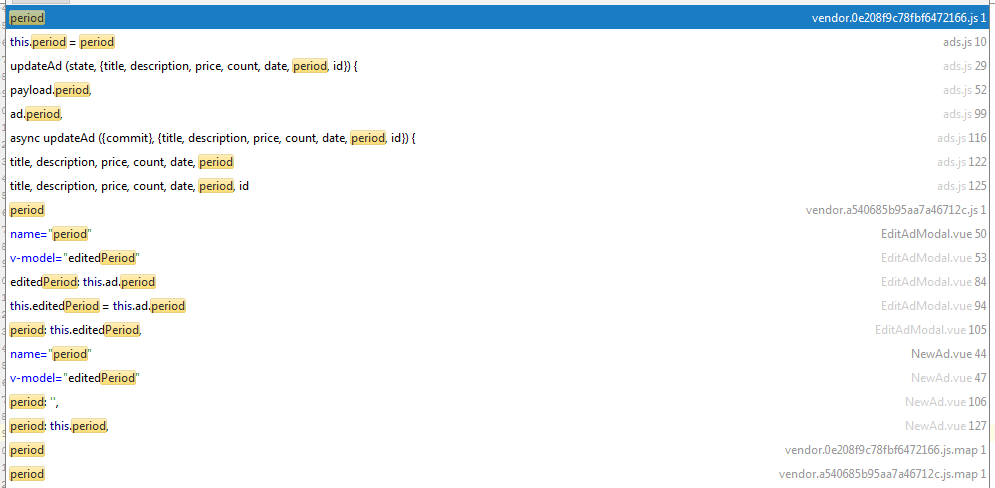 period vendor.0e208f9c78fbf6472166.js 1
this.period = period ads.js 10
updateAd (state, {title, description, price, count, date, period, id}) { ads.js 29
payload.period, ads.js 52
ad.period, ads.js 99
async updateAd ({commit}, {title, description, price, count, date, period, id}) { ads.js 116
title, description, price, count, date, period ads.js 122
title, description, price, count, date, period, id ads.js 125
period vendor.a540685b95aa7a46712c.js 1
name="period" EditAdModal.vue 50
v-model="editedPeriod" EditAdModal.vue 53
editedPeriod: this.ad.period EditAdModal.vue 84
this.editedPeriod = this.ad.period EditAdModal.vue 94
period: this.editedPeriod, EditAdModal.vue 105
name="period" NewAd.vue 44
v-model="editedPeriod" NewAd.vue 47
period: '', NewAd.vue 106
period: this.period, NewAd.vue 127
period vendor.0e208f9c78fbf6472166.js.map 1
period vendor.a540685b95aa7a46712c.js.map 1